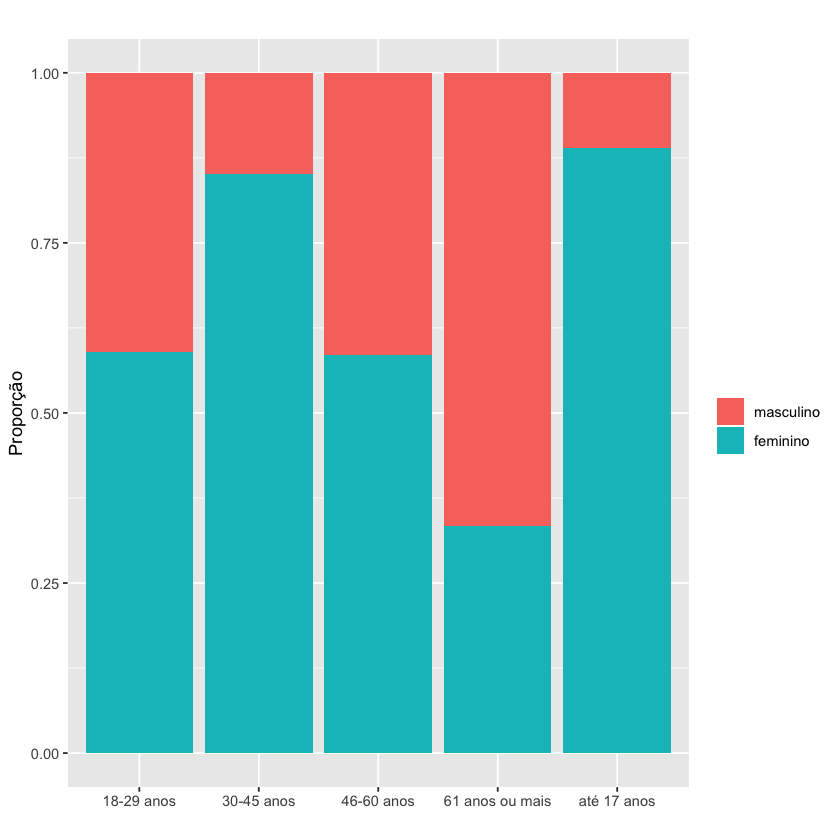 Proporção
1.00
0.75
0.50
0.25
0.00
18-29 anos
30-45 anos
46-60 anos
61 anos ou mais
até 17 anos
masculino
feminino